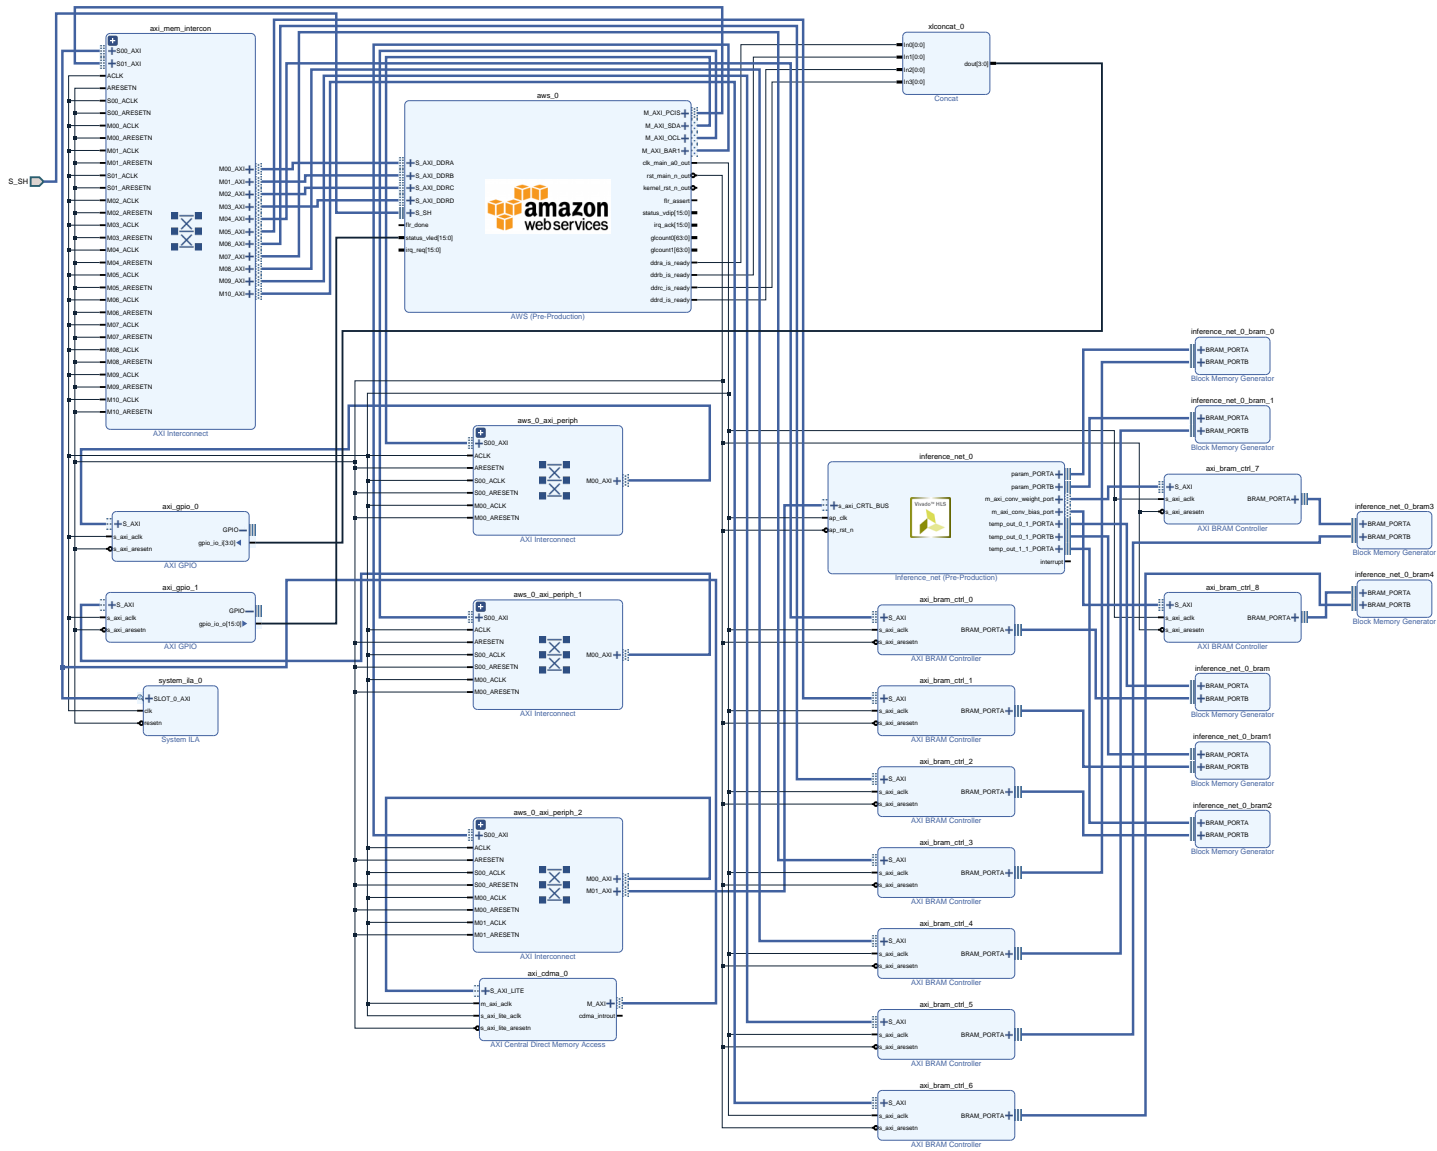 S_SH
axi_mem_intercon
S00_AXI
S01_AXI
ACLK
ARESETN
S00_ACLK
S00_ARESETN
M00_ACLK
M00_ARESETN
M01_ACLK
M01_ARESETN
S01_ACLK
S01_ARESETN
M02_ACLK
M02_ARESETN
M03_ACLK
M03_ARESETN
M04_ACLK
M04_ARESETN
M05_ACLK
M05_ARESETN
M06_ACLK
M06_ARESETN
M07_ACLK
M07_ARESETN
M08_ACLK
M08_ARESETN
M09_ACLK
M09_ARESETN
M10_ACLK
M10_ARESETN
M00_AXI
M01_AXI
M02_AXI
M03_AXI
M04_AXI
M05_AXI
M06_AXI
M07_AXI
M08_AXI
M09_AXI
M10_AXI
AXI Interconnect
aws_0
S_AXI_DDRA
S_AXI_DDRB
S_AXI_DDRC
S_AXI_DDRD
S_SH
flr_done
status_vled[15:0]
irq_req[15:0]
amazon
webservices
M_AXI_PCIS
M_AXI_SDA
M_AXI_OCL
M_AXI_BAR1
clk_main_a0_out
rst_main_n_out
kernel_rst_n_out
flr_assert
status_vdip[15:0]
irq_ack[15:0]
glcount0[63:0]
glcount1[63:0]
ddra_is_ready
ddrb_is_ready
ddrc_is_ready
ddrd_is_ready
AWS (Pre-Production)
xlconcat_0
In0[0:0]
In1[0:0]
In2[0:0]
In3[0:0]
dout[3:0]
Concat
axi_gpio_0
S_AXI
s_axi_aclk
s_axi_aresetn
GPIO
gpio_io_i[3:0]
AXI GPIO
axi_gpio_1
S_AXI
s_axi_aclk
s_axi_aresetn
GPIO
gpio_io_o[15:0]
AXI GPIO
system_ila_0
SLOT_0_AXI
clk
resetn
System ILA
aws_0_axi_periph
S00_AXI
ACLK
ARESETN
S00_ACLK
S00_ARESETN
M00_ACLK
M00_ARESETN
M00_AXI
AXI Interconnect
aws_0_axi_periph_1
S00_AXI
ACLK
ARESETN
S00_ACLK
S00_ARESETN
M00_ACLK
M00_ARESETN
M00_AXI
AXI Interconnect
aws_0_axi_periph_2
S00_AXI
ACLK
ARESETN
S00_ACLK
S00_ARESETN
M00_ACLK
M00_ARESETN
M01_ACLK
M01_ARESETN
M00_AXI
M01_AXI
AXI Interconnect
axi_cdma_0
S_AXI_LITE
m_axi_aclk
s_axi_lite_aclk
s_axi_lite_aresetn
M_AXI
cdma_introut
AXI Central Direct Memory Access
inference_net_0
s_axi_CRTL_BUS
ap_clk
ap_rst_n
Vivado™ HLS
param_PORTA
param_PORTB
m_axi_conv_weight_port
m_axi_conv_bias_port
temp_out_0_1_PORTA
temp_out_0_1_PORTB
temp_out_1_1_PORTA
interrupt
Inference_net (Pre-Production)
axi_bram_ctrl_0
S_AXI
s_axi_aclk
s_axi_aresetn
BRAM_PORTA
AXI BRAM Controller
axi_bram_ctrl_1
S_AXI
s_axi_aclk
s_axi_aresetn
BRAM_PORTA
AXI BRAM Controller
axi_bram_ctrl_2
S_AXI
s_axi_aclk
s_axi_aresetn
BRAM_PORTA
AXI BRAM Controller
axi_bram_ctrl_3
S_AXI
s_axi_aclk
s_axi_aresetn
BRAM_PORTA
AXI BRAM Controller
axi_bram_ctrl_4
S_AXI
s_axi_aclk
s_axi_aresetn
BRAM_PORTA
AXI BRAM Controller
axi_bram_ctrl_5
S_AXI
s_axi_aclk
s_axi_aresetn
BRAM_PORTA
AXI BRAM Controller
axi_bram_ctrl_6
S_AXI
s_axi_aclk
s_axi_aresetn
BRAM_PORTA
AXI BRAM Controller
inference_net_0_bram_0
BRAM_PORTA
BRAM_PORTB
Block Memory Generator
inference_net_0_bram_1
BRAM_PORTA
BRAM_PORTB
Block Memory Generator
axi_bram_ctrl_7
S_AXI
s_axi_aclk
s_axi_aresetn
BRAM_PORTA
AXI BRAM Controller
axi_bram_ctrl_8
S_AXI
s_axi_aclk
s_axi_aresetn
BRAM_PORTA
AXI BRAM Controller
inference_net_0_bram3
BRAM_PORTA
BRAM_PORTB
Block Memory Generator
inference_net_0_bram4
BRAM_PORTA
BRAM_PORTB
Block Memory Generator
inference_net_0_bram
BRAM_PORTA
BRAM_PORTB
Block Memory Generator
inference_net_0_bram1
BRAM_PORTA
BRAM_PORTB
Block Memory Generator
inference_net_0_bram2
BRAM_PORTA
BRAM_PORTB
Block Memory Generator